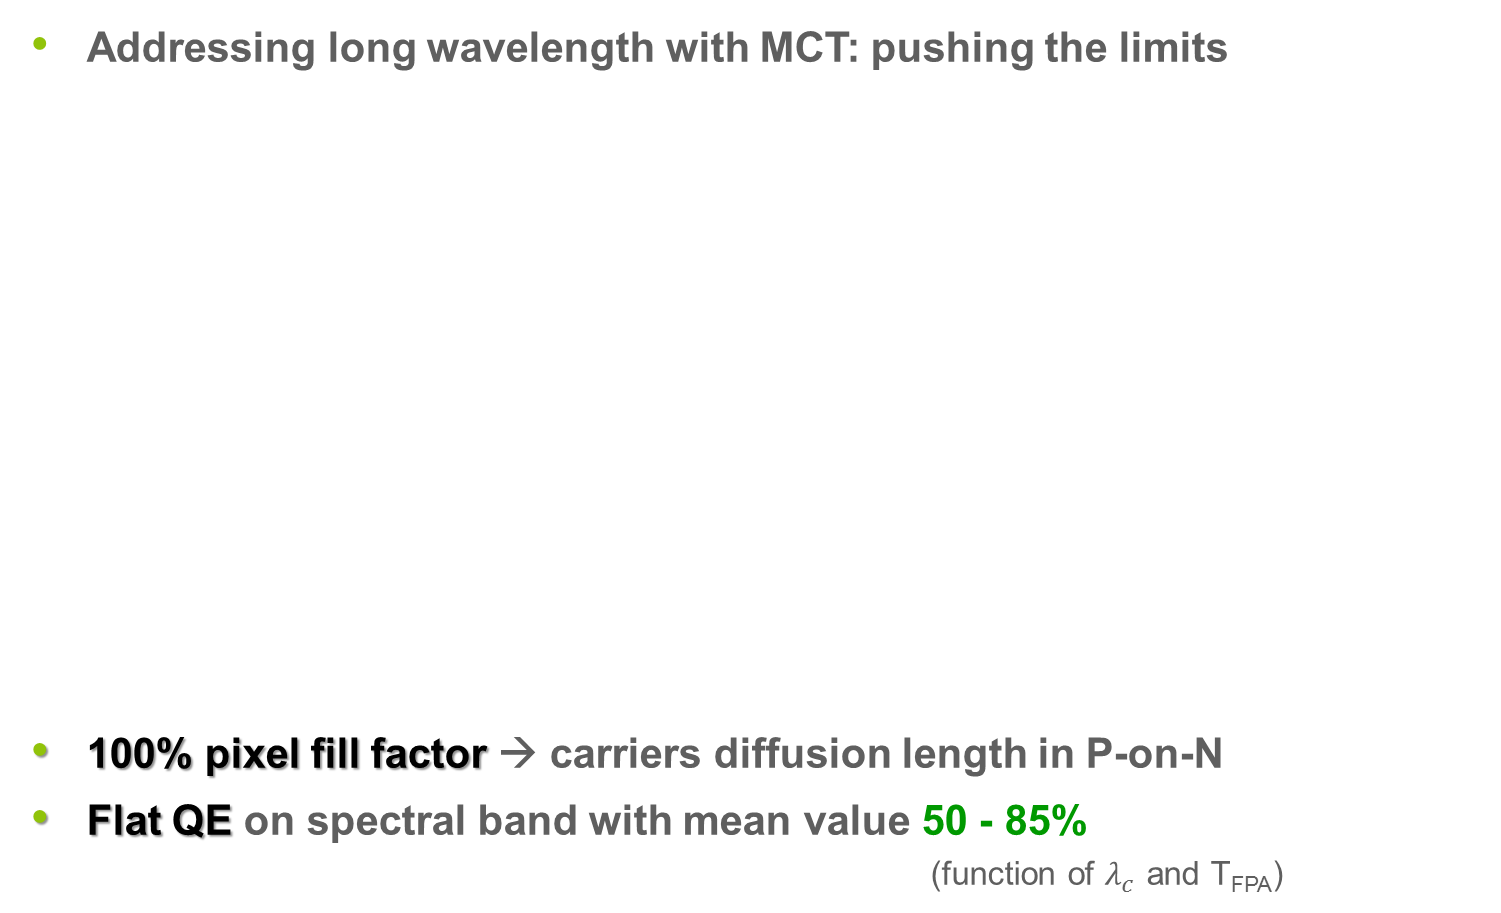 • Addressing long wavelength with MCT: pushing the limits
• 100% pixel fill factor → carriers diffusion length in P-on-N
• Flat QE on spectral band with mean value 50 - 85%
(function of λc and TFPA)